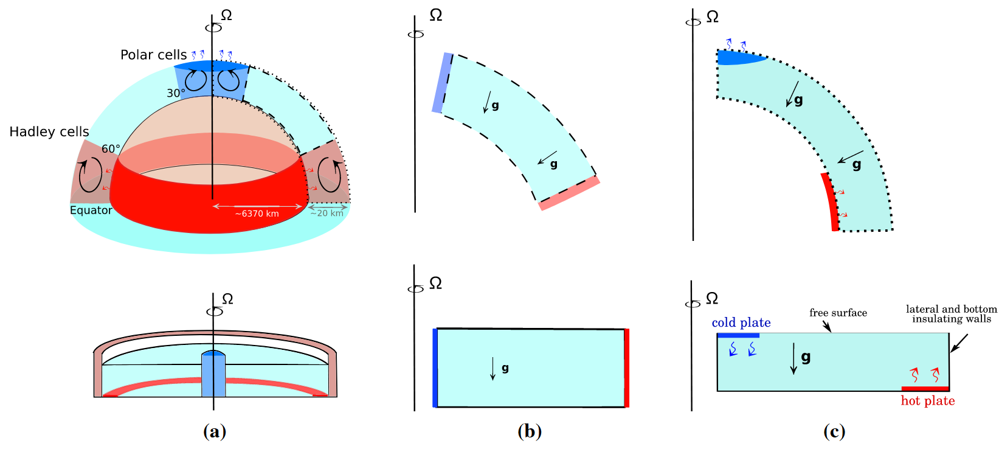 Ω
Polar cells
30°
Hadley cells
60°
Equator
~6370 km
~20 km
Ω
(a)
Ω
g
g
Ω
g
(b)
Ω
g
g
Ω
lateral and bottom
insulating walls
free surface
cold plate
g
hot plate
(c)